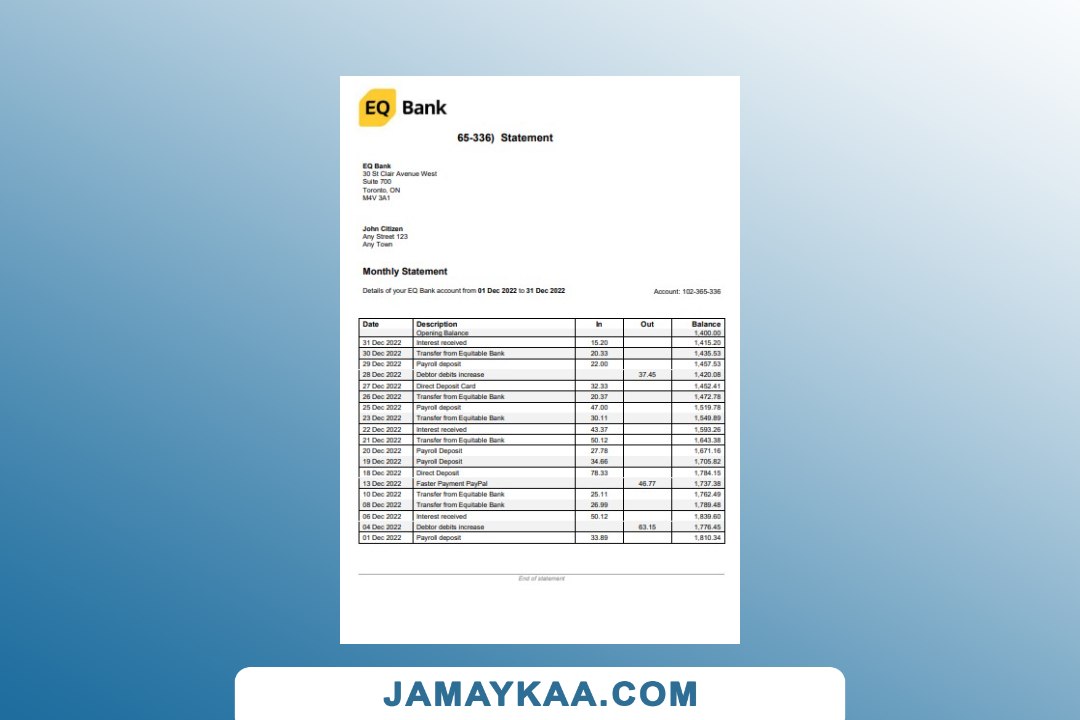 EQ Bank
65-336) Statement
EQ Bank
30 St Clair Avenue West
Suite 700
Toronto, ON
M4V 3A1
John Citizen
Any Street 123
Any Town
Monthly Statement
Details of your EQ Bank account from 01 Dec 2022 to 31 Dec 2022 Account: 102-365-336
Date Description In Out Balance
Opening Balance 1,400.00
31 Dec 2022 Interest received 15.20 1,415.20
30 Dec 2022 Transfer from Equitable Bank 20.33 1,435.53
29 Dec 2022 Payroll deposit 22.00 1,457.53
28 Dec 2022 Debtor debits increase 37.45 1,420.08
27 Dec 2022 Direct Deposit Card 32.33 1,452.41
26 Dec 2022 Transfer from Equitable Bank 20.37 1,472.78
25 Dec 2022 Payroll deposit 47.00 1,519.78
23 Dec 2022 Transfer from Equitable Bank 30.11 1,549.89
22 Dec 2022 Interest received 43.37 1,593.26
21 Dec 2022 Transfer from Equitable Bank 50.12 1,643.38
20 Dec 2022 Payroll Deposit 27.78 1,671.16
19 Dec 2022 Payroll Deposit 34.66 1,705.82
18 Dec 2022 Direct Deposit 78.33 1,784.15
13 Dec 2022 Faster Payment PayPal 46.77 1,737.38
10 Dec 2022 Transfer from Equitable Bank 25.11 1,762.49
08 Dec 2022 Transfer from Equitable Bank 26.99 1,789.48
06 Dec 2022 Interest received 50.12 1,839.60
04 Dec 2022 Debtor debits increase 63.15 1,776.45
01 Dec 2022 Payroll deposit 33.89 1,810.34
End of statement
JAMAYKAA.COM